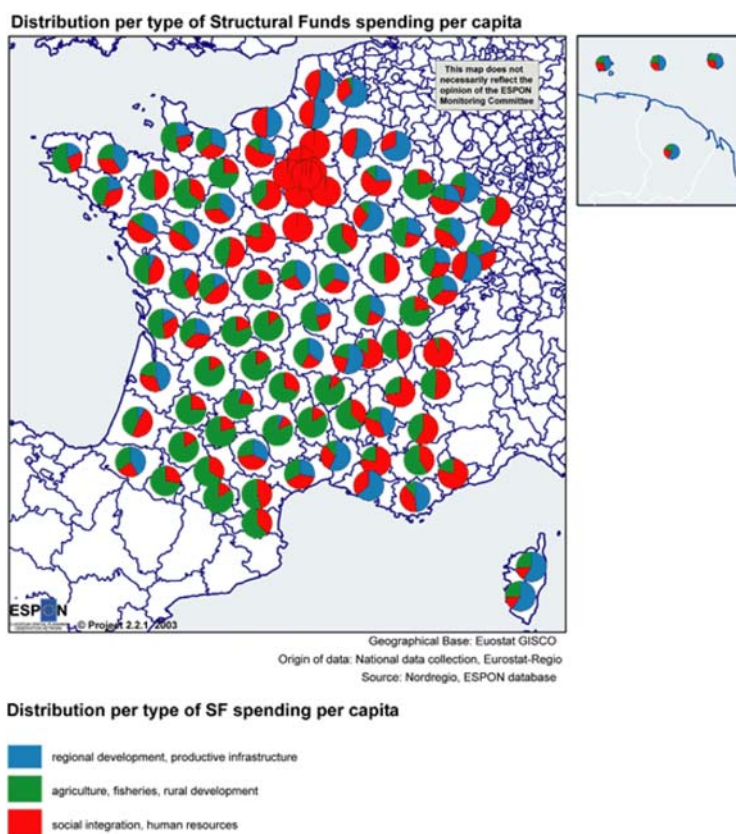 Distribution per type of Structural Funds spending per capita
This map does not
necessarily reflect the
opinion of the ESPON
Monitoring Committee
ESPON
© Project 2.2.1, 2003
Geographical Base: Euostat GISCO
Origin of data: National data collection, Eurostat-Regio
Source: Nordregio, ESPON database
Distribution per type of SF spending per capita
regional development, productive infrastructure
agriculture, fisheries, rural development
social integration, human resources